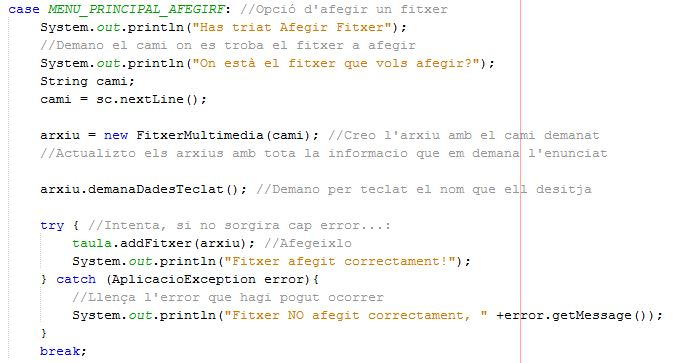 case MENU_PRINCIPAL_AFEGIRF: //Opció d'afegir un fitxer
System.out.println("Has triat Afegir Fitxer");
//Demano el cami on es troba el fitxer a afegir
System.out.println("On està el fitxer que vols afegir?");
String cami;
cami = sc.nextLine();
arxiu = new FitxerMultimedia(cami); //Creo l'arxiu amb el cami demanat
//Actualizto els arxius amb tota la informacio que em demana l'enunciat
arxiu.demanaDadesTeclat(); //Demano per teclat el nom que ell desitja
try { //Intenta, si no sorgira cap error...:
taula.addFitxer(arxiu); //Afegeixlo
System.out.println("Fitxer afegit correctament!");
} catch (AplicacioException error){
//Llença l'error que hagi pogut ocorrer
System.out.println("Fitxer NO afegit correctament, " +error.getMessage());
}
break;